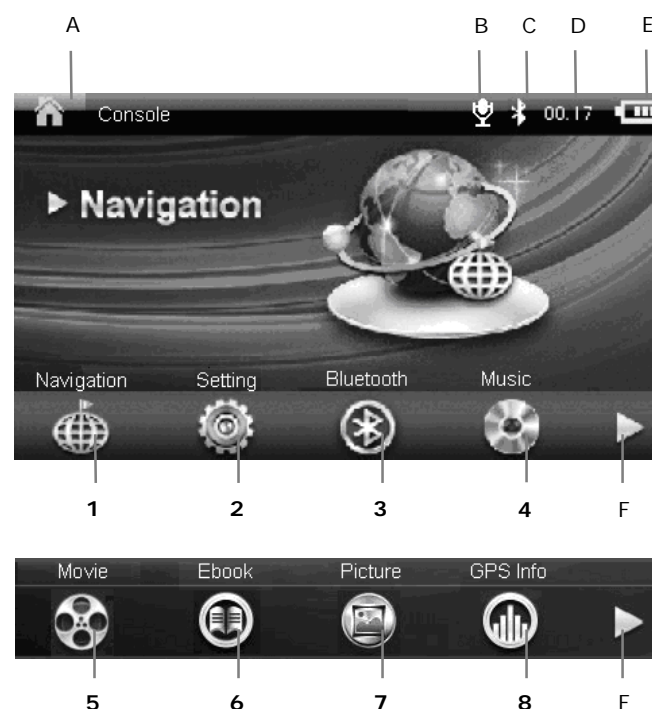 A B C D E
Console 00.17
Navigation
Navigation Setting Bluetooth Music
1 2 3 4 F
Movie Ebook Picture GPS Info
5 6 7 8 F